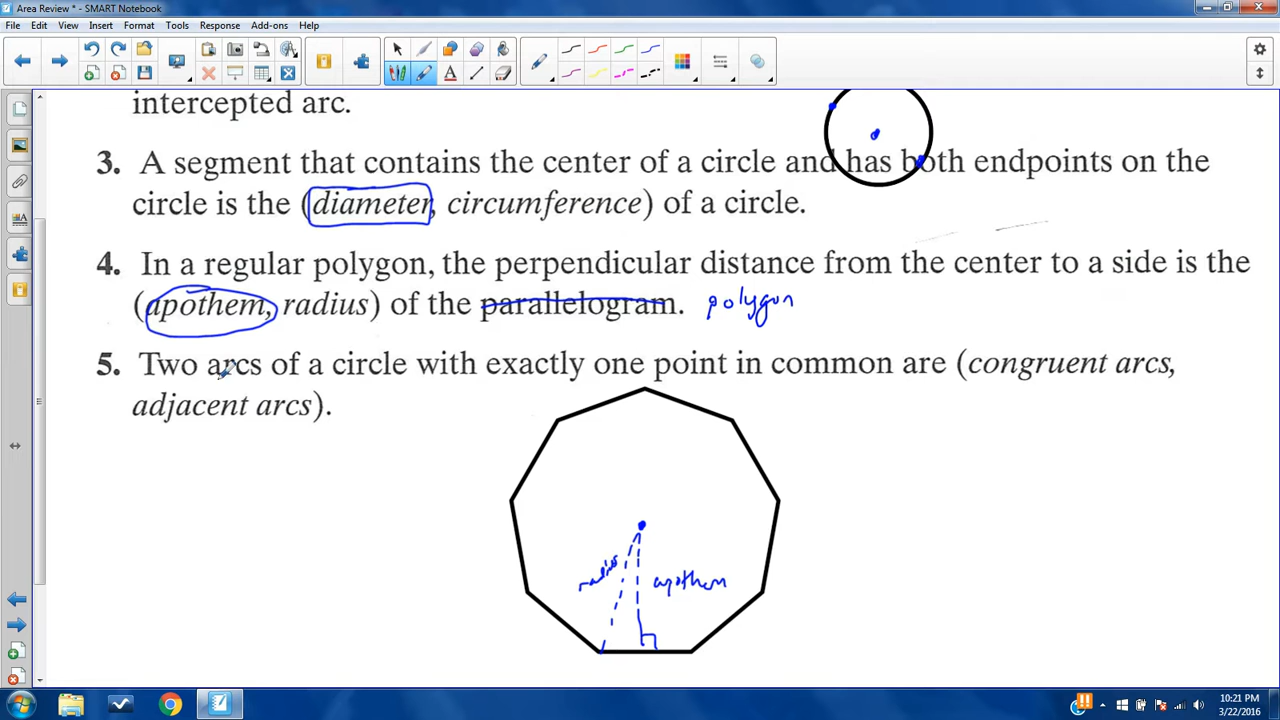 Area Review * - SMART Notebook
File Edit View Insert Format Tools Response Add-ons Help
intercepted arc.
3. A segment that contains the center of a circle and has both endpoints on the
circle is the (diameter, circumference) of a circle.
4. In a regular polygon, the perpendicular distance from the center to a side is the
(apothem, radius) of the parallelogram. polygon
5. Two arcs of a circle with exactly one point in common are (congruent arcs,
adjacent arcs).
radius
apothem
10:21 PM
3/22/2016